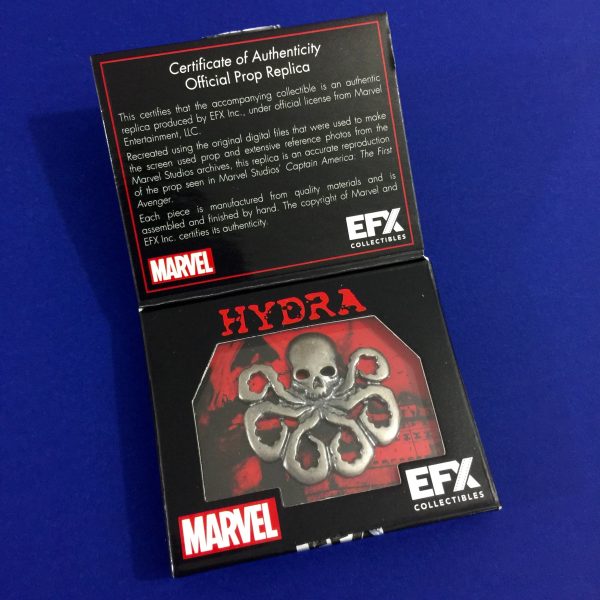 Certificate of Authenticity
Official Prop Replica
This certifies that the accompanying collectible is an authentic
replica produced by EFX Inc., under official license from Marvel
Entertainment, LLC.
Recreated using the original digital files that were used to make
the screen used prop and extensive reference photos from the
Marvel Studios archives, this replica is an accurate reproduction
of the prop seen in Marvel Studios' Captain America: The First
Avenger.
Each piece is manufactured from quality materials and is
assembled and finished by hand. The copyright of Marvel and
EFX Inc. certifies its authenticity.
MARVEL
EFX
COLLECTIBLES
HYDRA
MARVEL
EFX
COLLECTIBLES